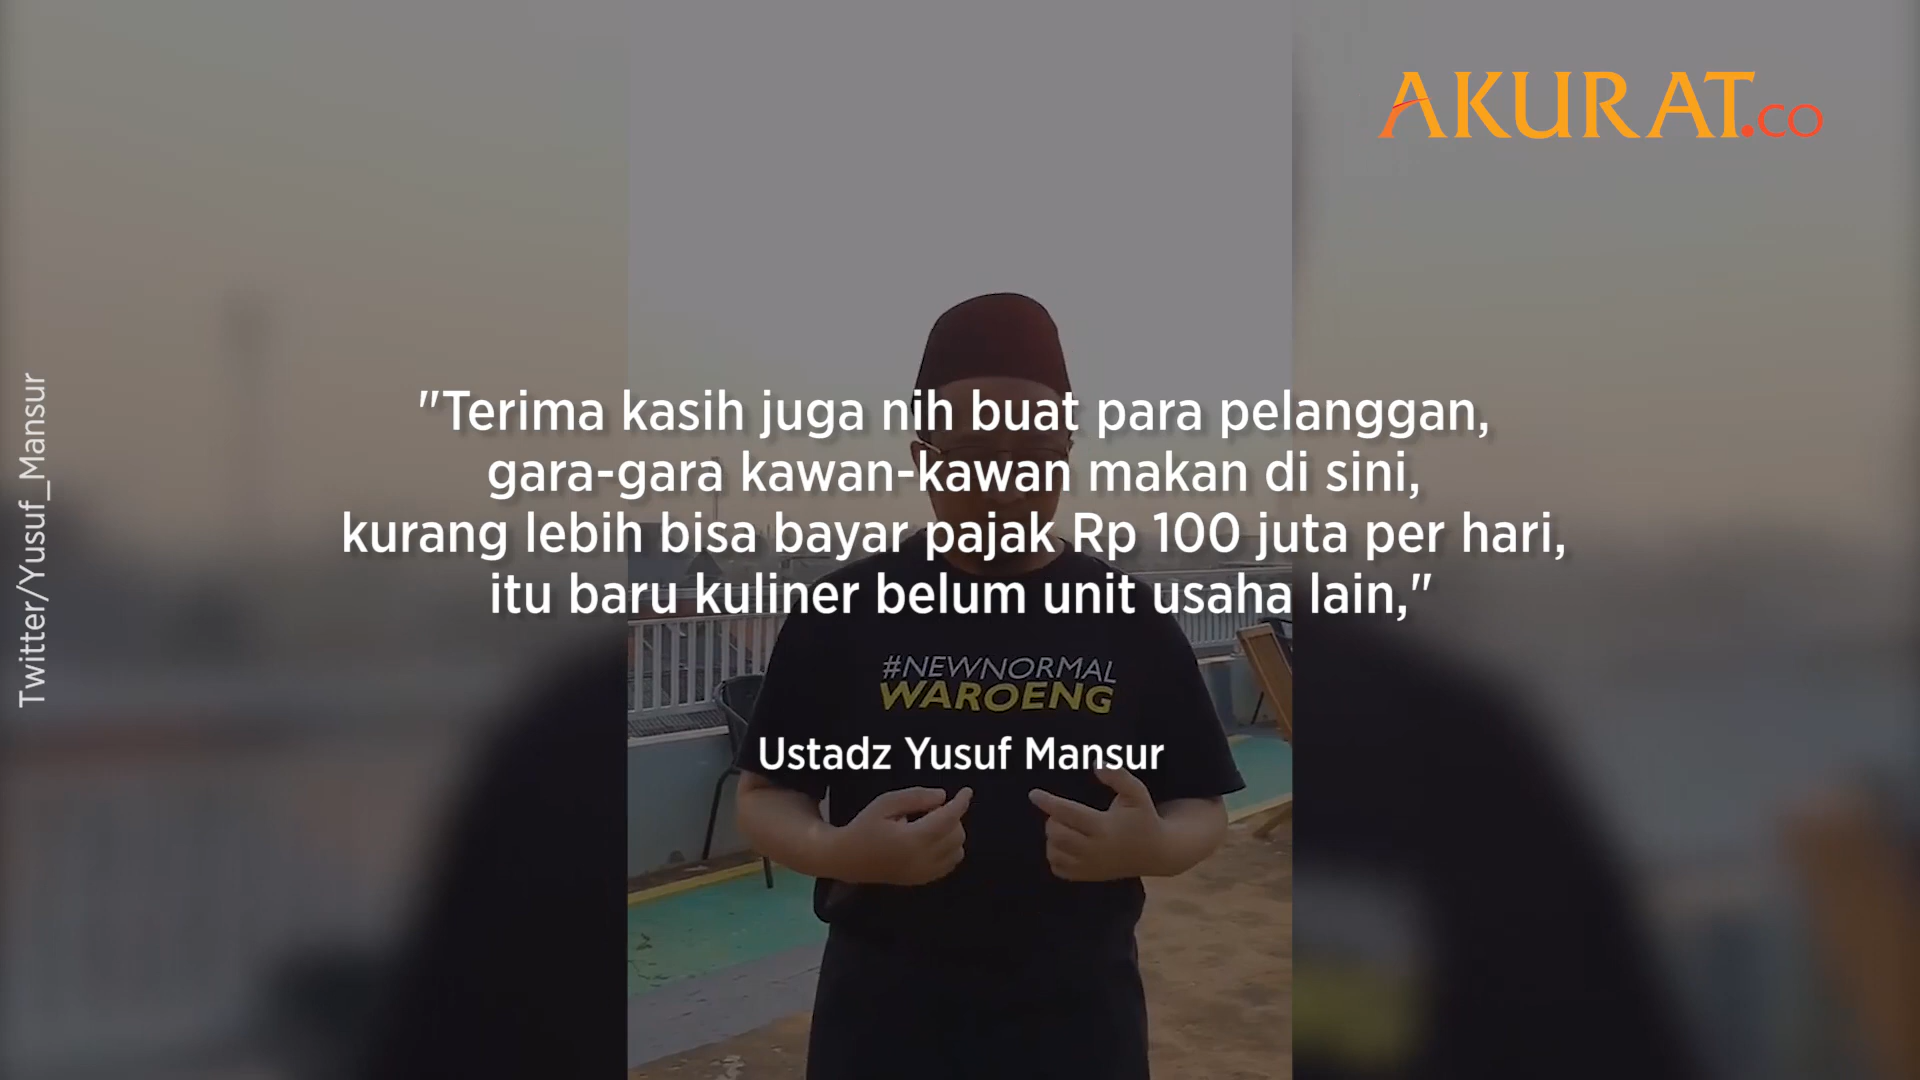 AKURAT.CO
"Terima kasih juga nih buat para pelanggan,
gara-gara kawan-kawan makan di sini,
kurang lebih bisa bayar pajak Rp 100 juta per hari,
itu baru kuliner belum unit usaha lain,"
#NEWNORMAL
WAROENG
Ustadz Yusuf Mansur
Twitter/Yusuf_Mansur